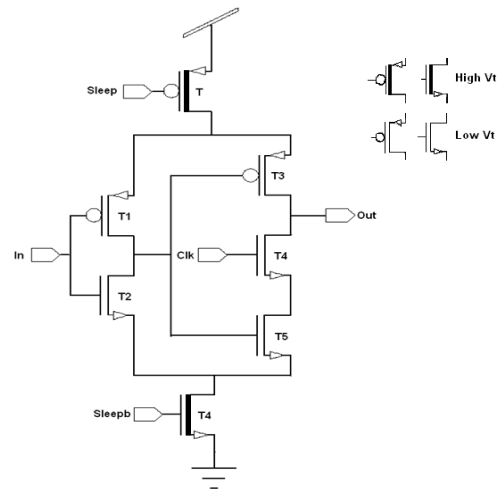 Sleep
T
High Vt
Low Vt
T3
T1
Out
In
Clk
T4
T2
T5
Sleepb
T4